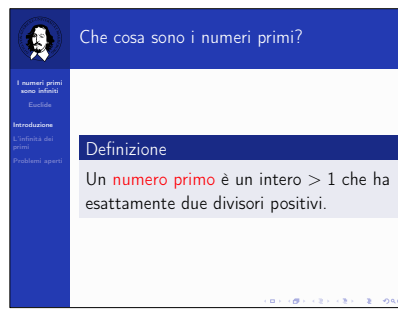 Che cosa sono i numeri primi?
I numeri primi
sono infiniti
Euclide
Introduzione
L'infinità dei
primi
Problemi aperti
Definizione
Un numero primo è un intero > 1 che ha
esattamente due divisori positivi.